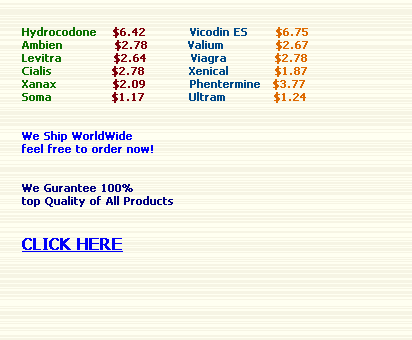 Hydrocodone $6.42 Vicodin ES $6.75
Ambien $2.78 Valium $2.67
Levitra $2.64 Viagra $2.78
Cialis $2.78 Xenical $1.87
Xanax $2.09 Phentermine $3.77
Soma $1.17 Ultram $1.24
We Ship WorldWide
feel free to order now!
We Gurantee 100%
top Quality of All Products
CLICK HERE